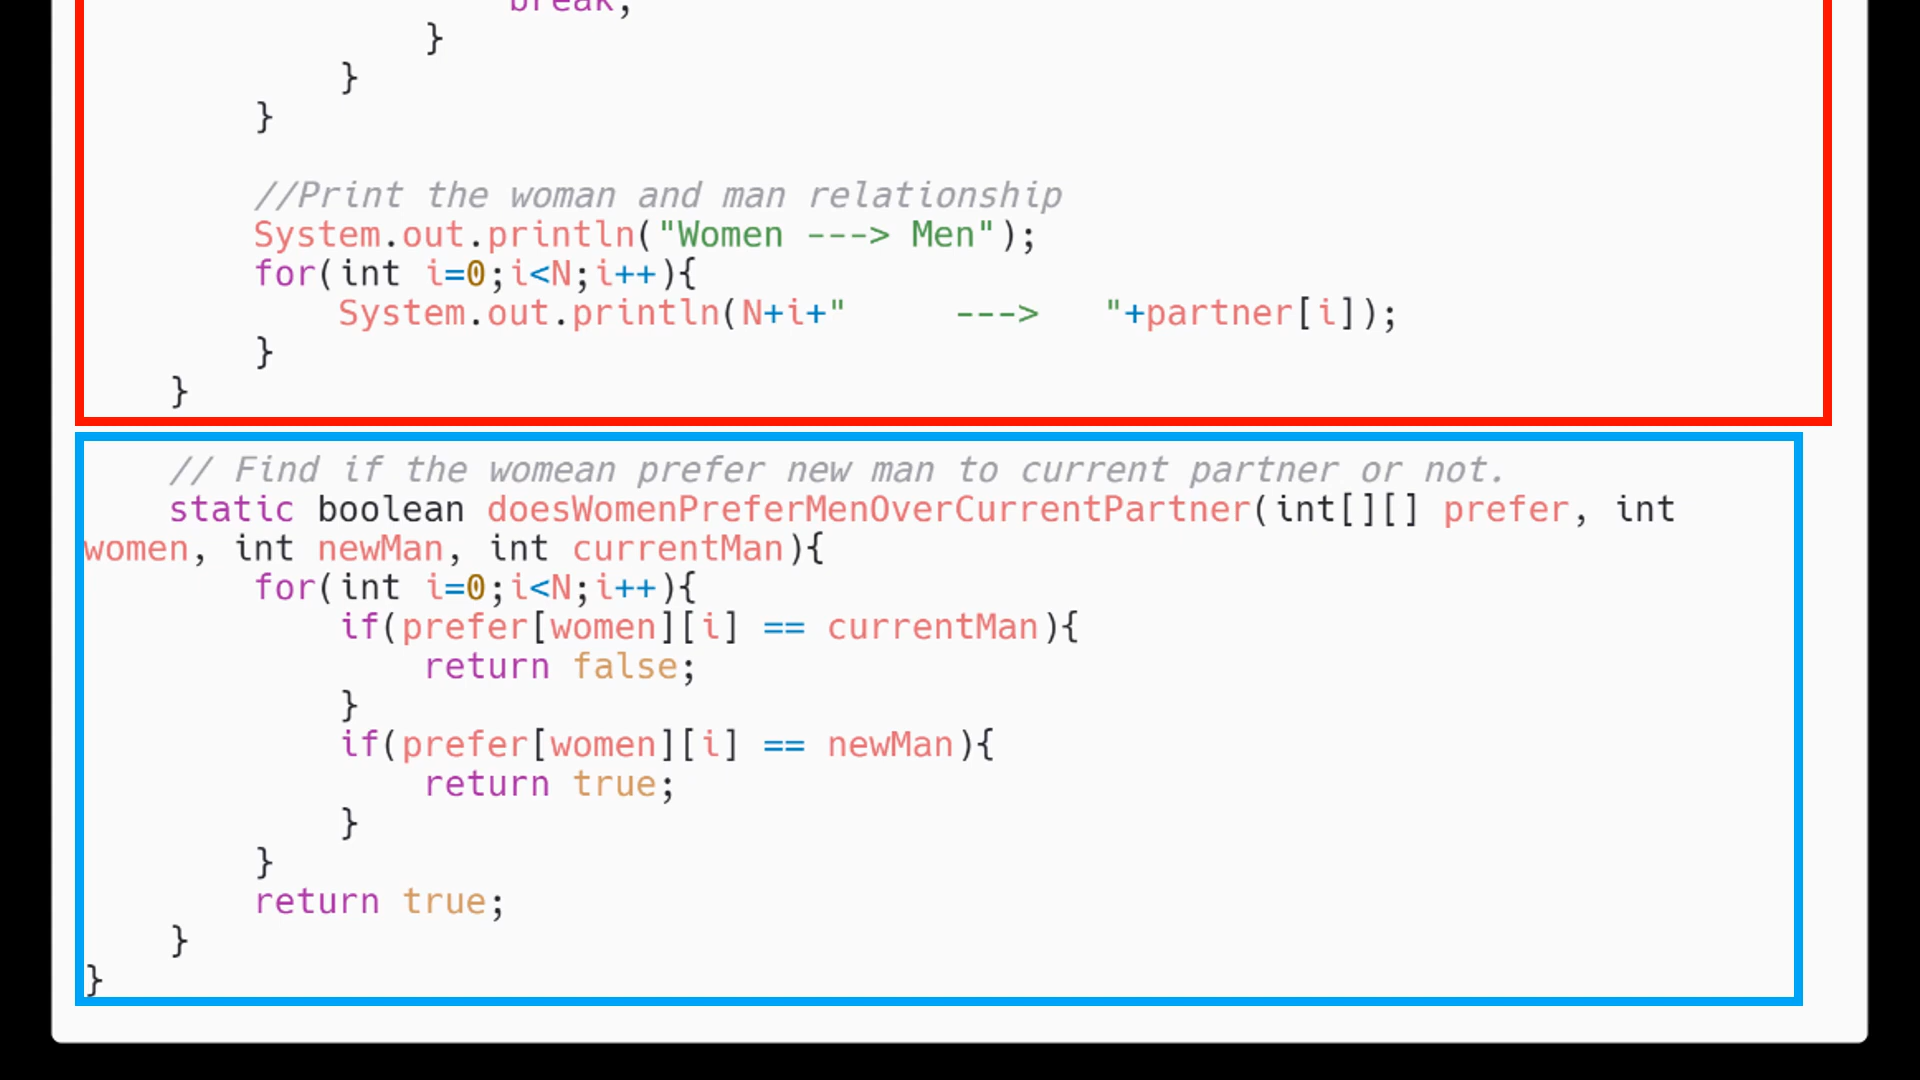 break;
}
}
}
//Print the woman and man relationship
System.out.println("Women ---> Men");
for(int i=0;i<N;i++){
System.out.println(N+i+"     --->   "+partner[i]);
}
}
// Find if the womean prefer new man to current partner or not.
static boolean doesWomenPreferMenOverCurrentPartner(int[][] prefer, int
women, int newMan, int currentMan){
for(int i=0;i<N;i++){
if(prefer[women][i] == currentMan){
return false;
}
if(prefer[women][i] == newMan){
return true;
}
}
return true;
}
}